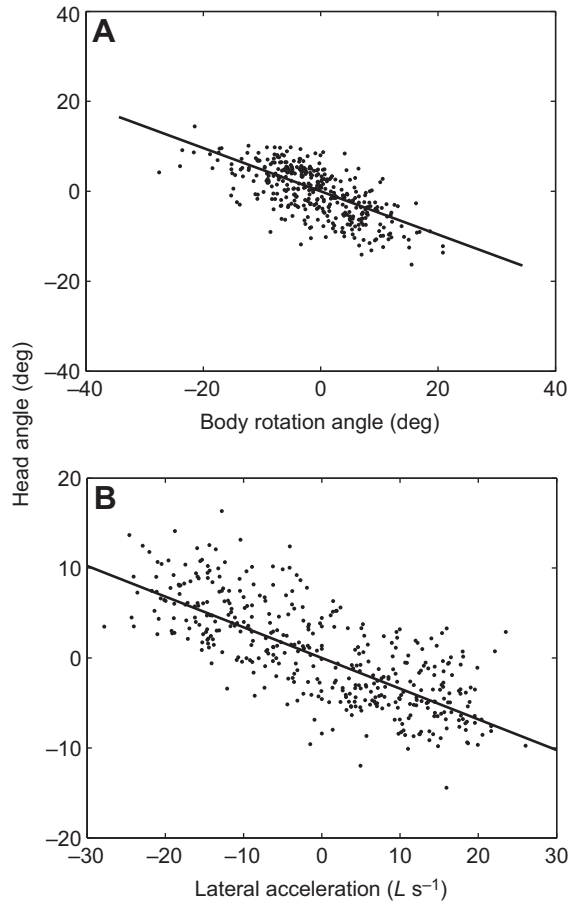 A
40
20
0
–20
–40
–40 –20 0 20 40
Body rotation angle (deg)
Head angle (deg)
B
20
10
0
–10
–20
–30 –20 –10 0 10 20 30
Lateral acceleration (L s–1)